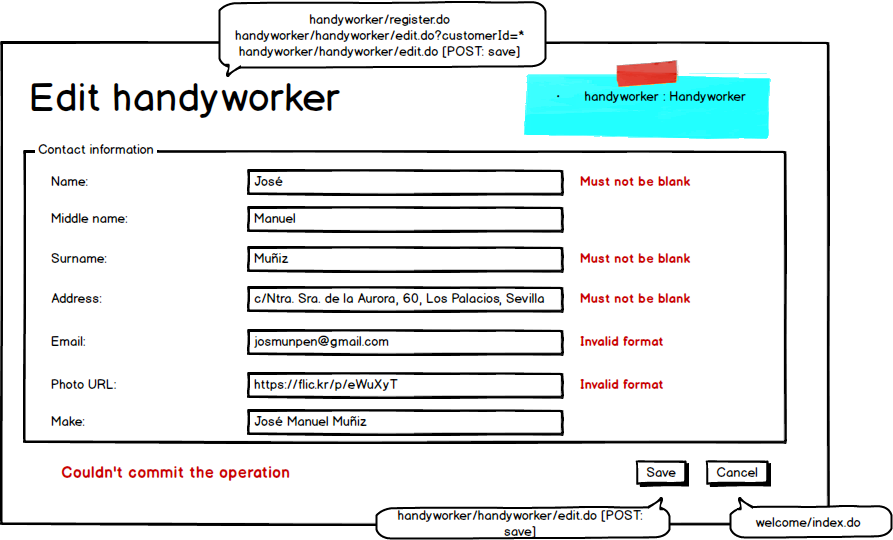 handyworker/register.do
handyworker/handyworker/edit.do?customerId=*
handyworker/handyworker/edit.do [POST: save]
Edit handyworker
· handyworker : Handyworker
Contact information
Name: José Must not be blank
Middle name: Manuel
Surname: Muñiz Must not be blank
Address: c/Ntra. Sra. de la Aurora, 60, Los Palacios, Sevilla Must not be blank
Email: josmunpen@gmail.com Invalid format
Photo URL: https://flic.kr/p/eWuXyT Invalid format
Make: José Manuel Muñiz
Couldn't commit the operation Save Cancel
handyworker/handyworker/edit.do [POST:
save]
welcome/index.do